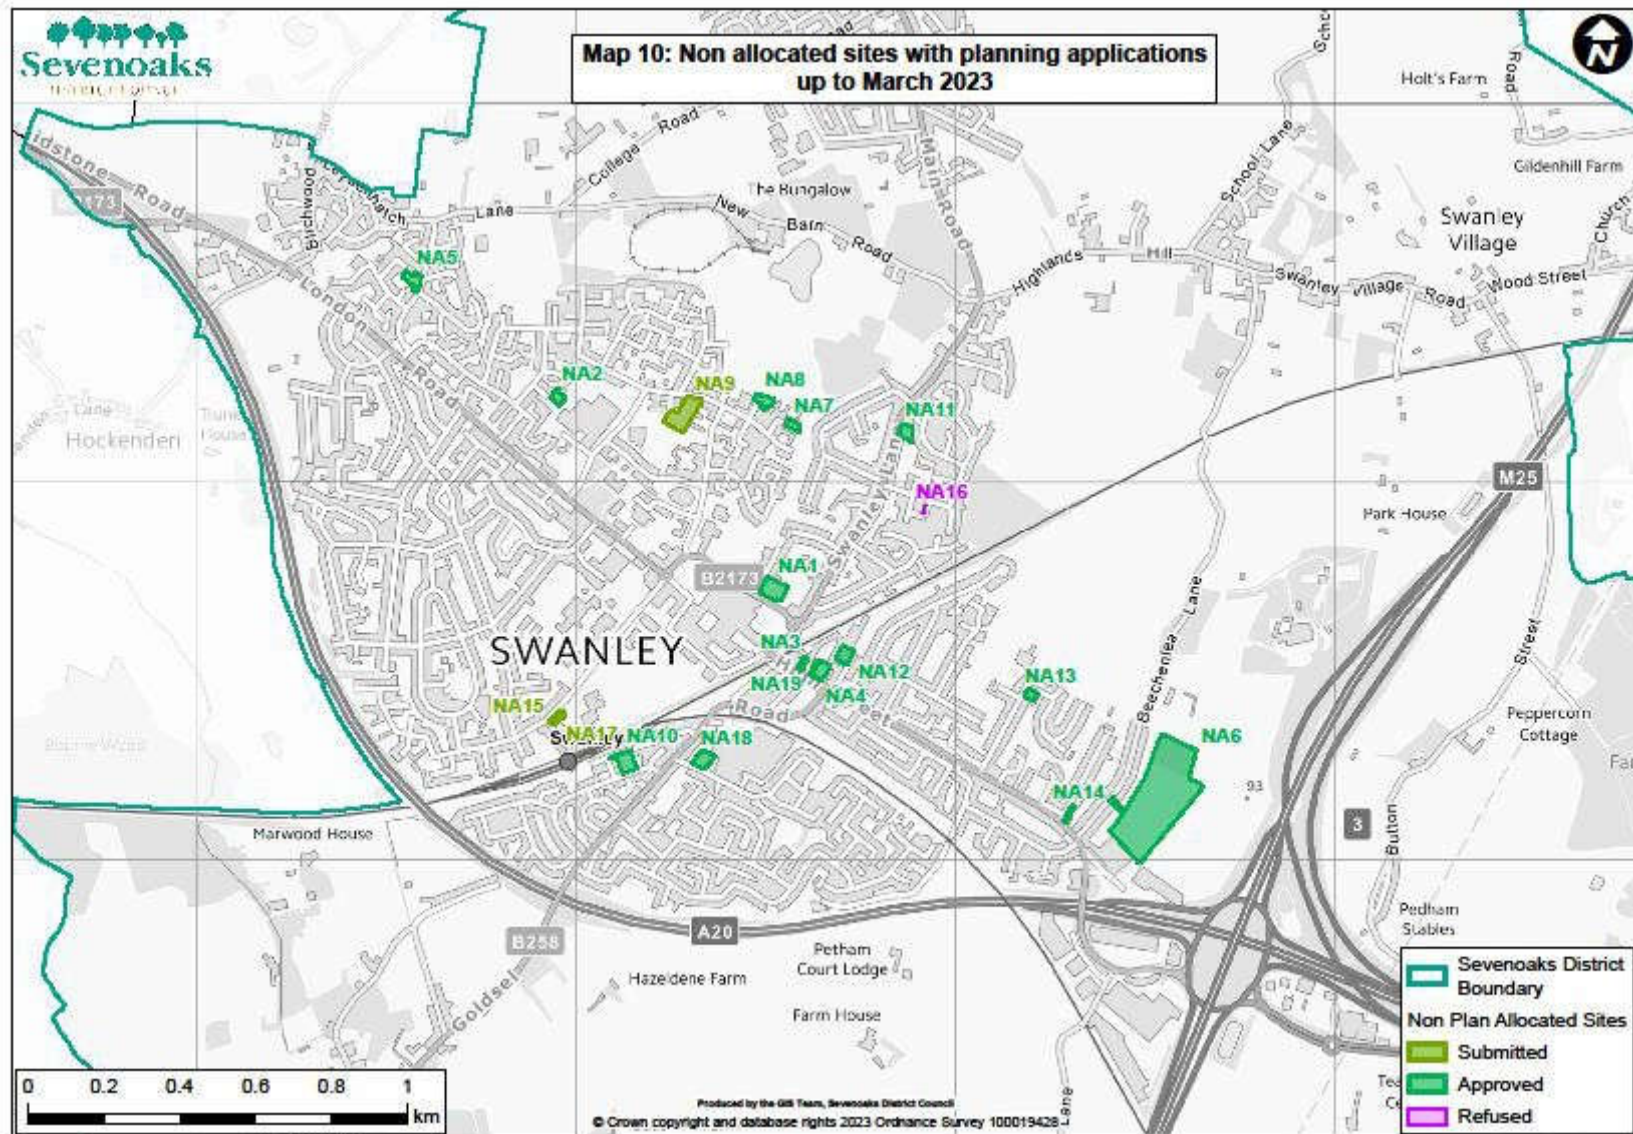 Sevenoaks
Map 10: Non allocated sites with planning applications
up to March 2023
N
Holt's Farm
Road
Road
College
School Lane
Gildenhill Farm
idstone Road
Birchwood
Lane
The Bungalow
New
Barn
Road
Main Road
Swanley
Village
Church
Highlands
Hill
Swanley Village Road
Wood Street
NA5
London
Road
NA2
NA9
NA8
NA7
NA11
Hockenden
House
M25
NA16
Swanley Lane
Park House
B2173
NA1
Beechenlea Lane
SWANLEY
NA3
NA12
NA19
NA4
NA13
Street
Road
NA15
NA17
Swanley
NA10
NA18
NA6
Peppercorn
Cottage
93
NA14
Marwood House
3
Button
B258
A20
Pedham
Stables
Petham
Court Lodge
Hazeldene Farm
Farm House
Goldsel
Lane
Sevenoaks District
Boundary
Non Plan Allocated Sites
Submitted
Approved
Refused
0 0.2 0.4 0.6 0.8 1
km
Produced by the GIS Team, Sevenoaks District Council
© Crown copyright and database rights 2023 Ordnance Survey 100019428